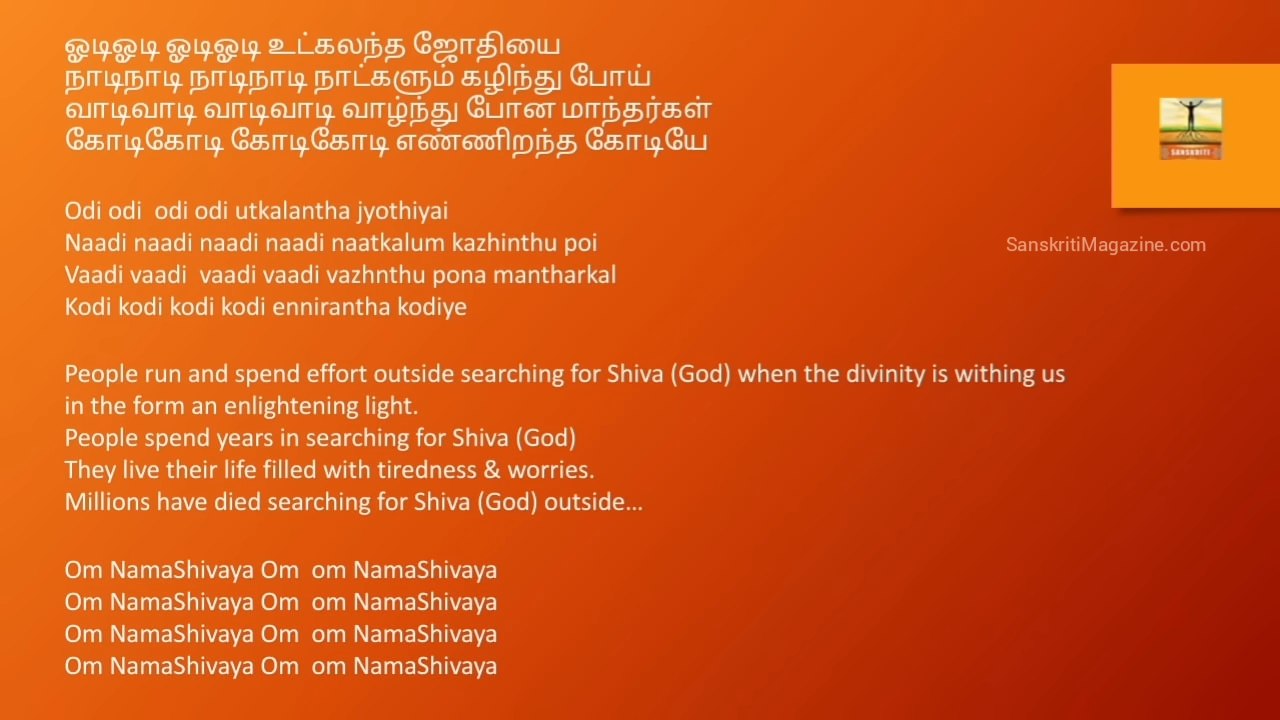 ஓடிஓடி ஓடிஓடி உட்கலந்த ஜோதியை
நாடிநாடி நாடிநாடி நாட்களும் கழிந்து போய்
வாடிவாடி வாடிவாடி வாழ்ந்து போன மாந்தர்கள்
கோடிகோடி கோடிகோடி எண்ணிறந்த கோடியே
Odi odi  odi odi utkalantha jyothiyai
Naadi naadi naadi naadi naatkalum kazhinthu poi
Vaadi vaadi  vaadi vaadi vazhnthu pona mantharkal
Kodi kodi kodi kodi ennirantha kodiye
People run and spend effort outside searching for Shiva (God) when the divinity is withing us
in the form an enlightening light.
People spend years in searching for Shiva (God)
They live their life filled with tiredness & worries.
Millions have died searching for Shiva (God) outside…
Om NamaShivaya Om  om NamaShivaya
Om NamaShivaya Om  om NamaShivaya
Om NamaShivaya Om  om NamaShivaya
Om NamaShivaya Om  om NamaShivaya
SANSKRITI
SanskritiMagazine.com